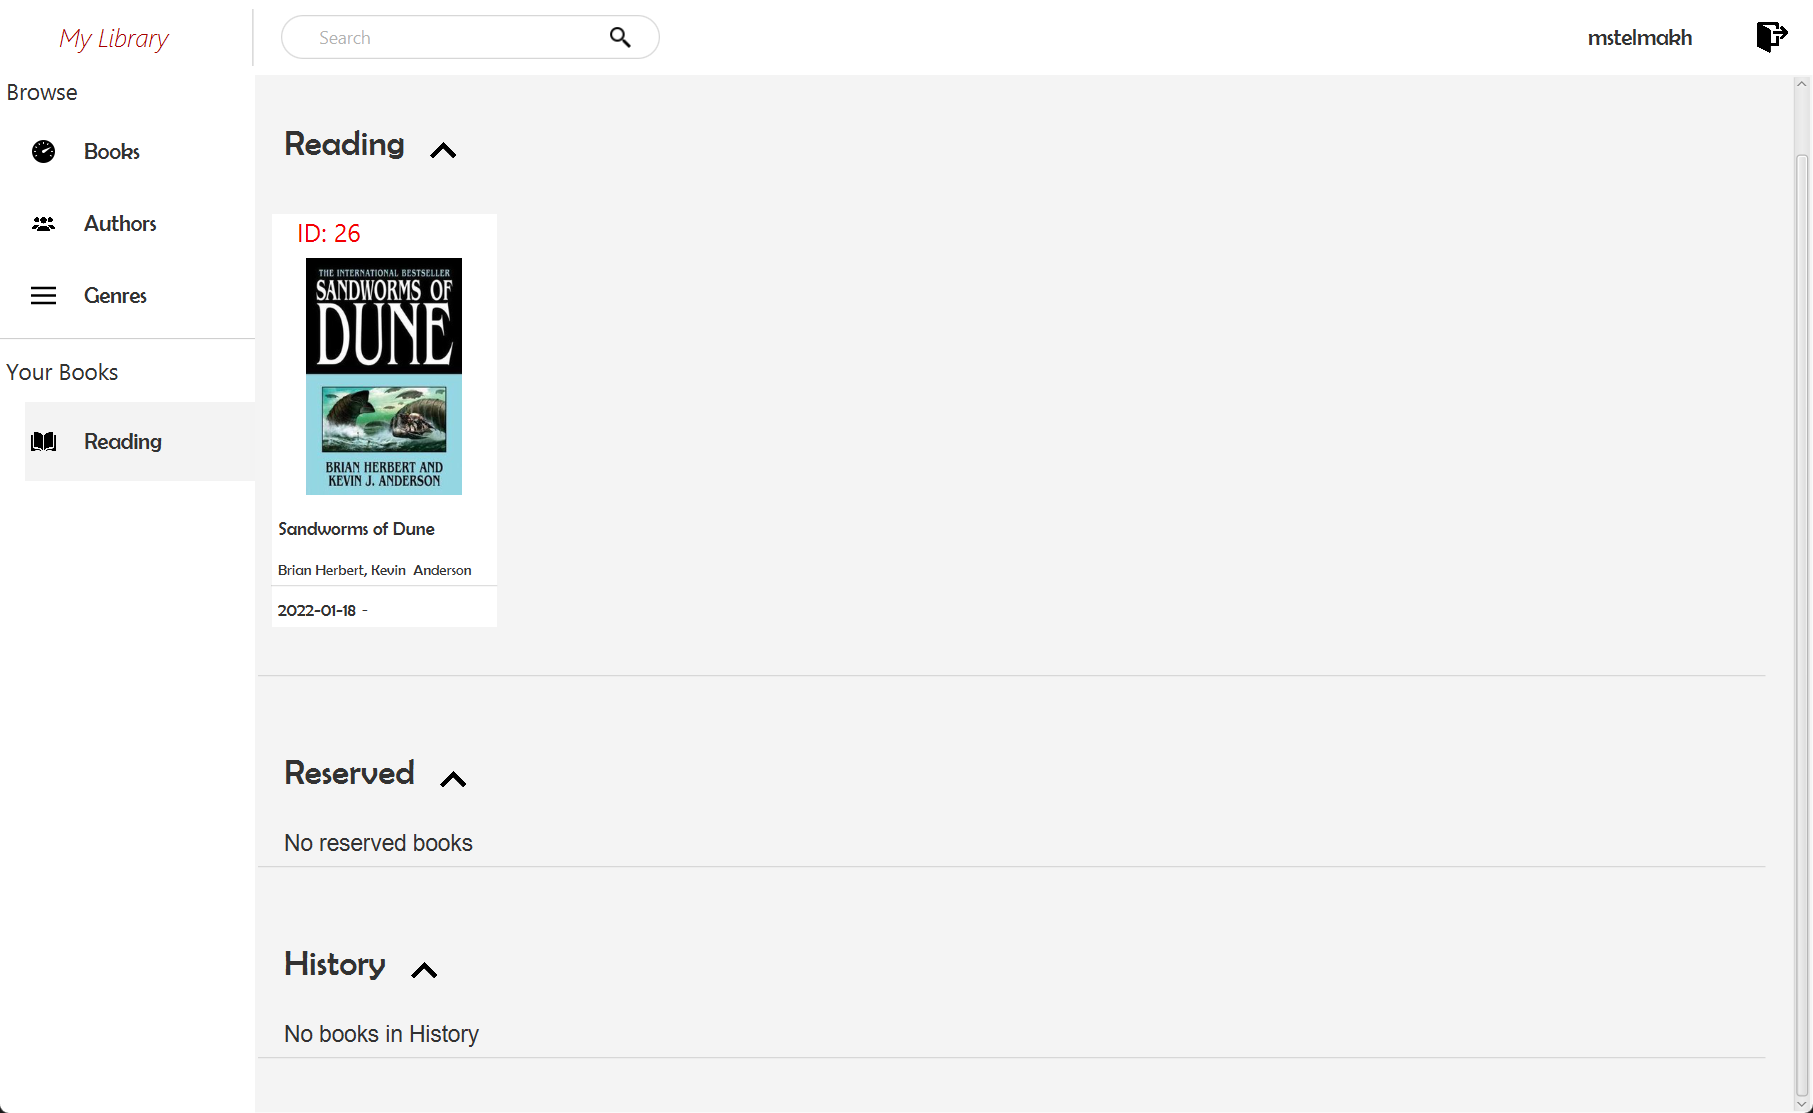 My Library
Search
mstelmakh
Browse
Books
Authors
Genres
Your Books
Reading
Reading
ID: 26
THE INTERNATIONAL BESTSELLER
SANDWORMS OF
DUNE
BRIAN HERBERT AND
KEVIN J. ANDERSON
Sandworms of Dune
Brian Herbert, Kevin  Anderson
2022-01-18 -
Reserved
No reserved books
History
No books in History